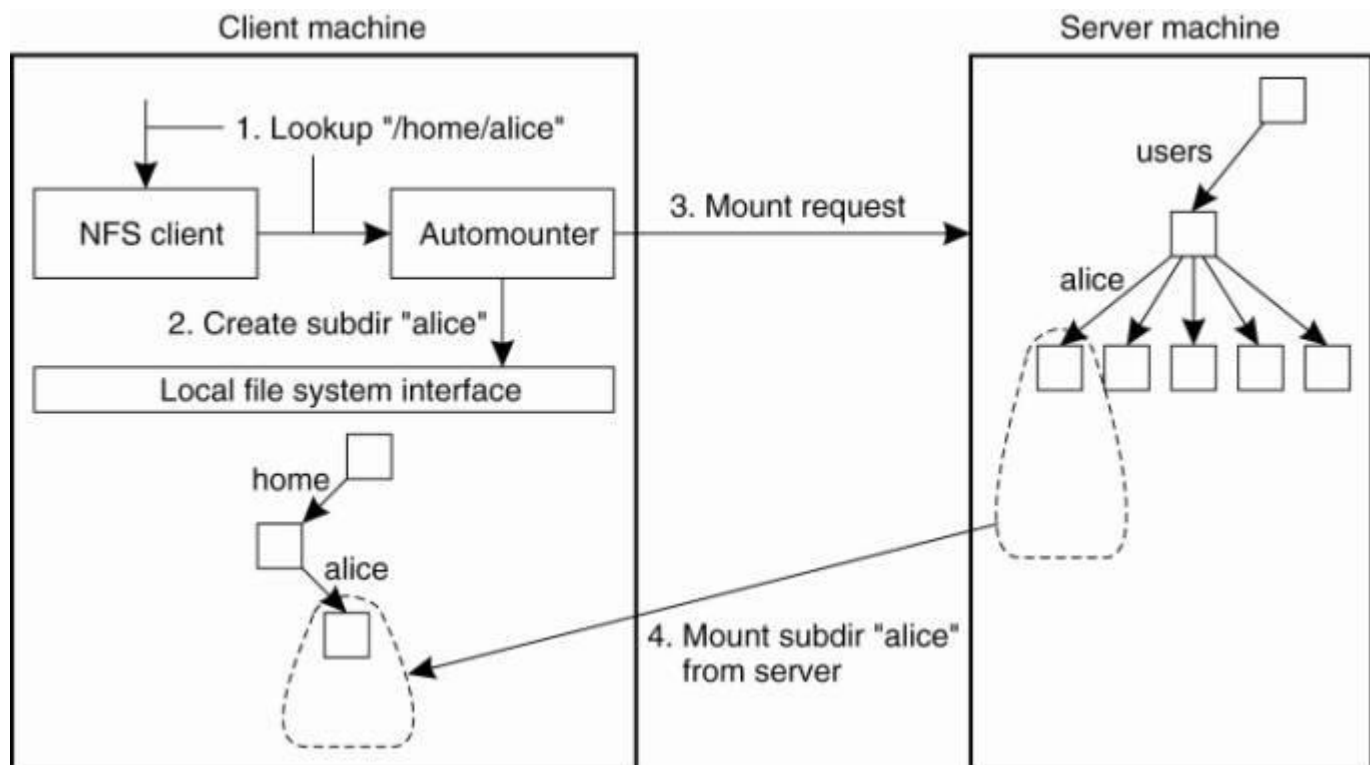 Client machine
Server machine
1. Lookup "/home/alice"
users
NFS client
Automounter
3. Mount request
alice
2. Create subdir "alice"
Local file system interface
home
alice
4. Mount subdir "alice"
from server